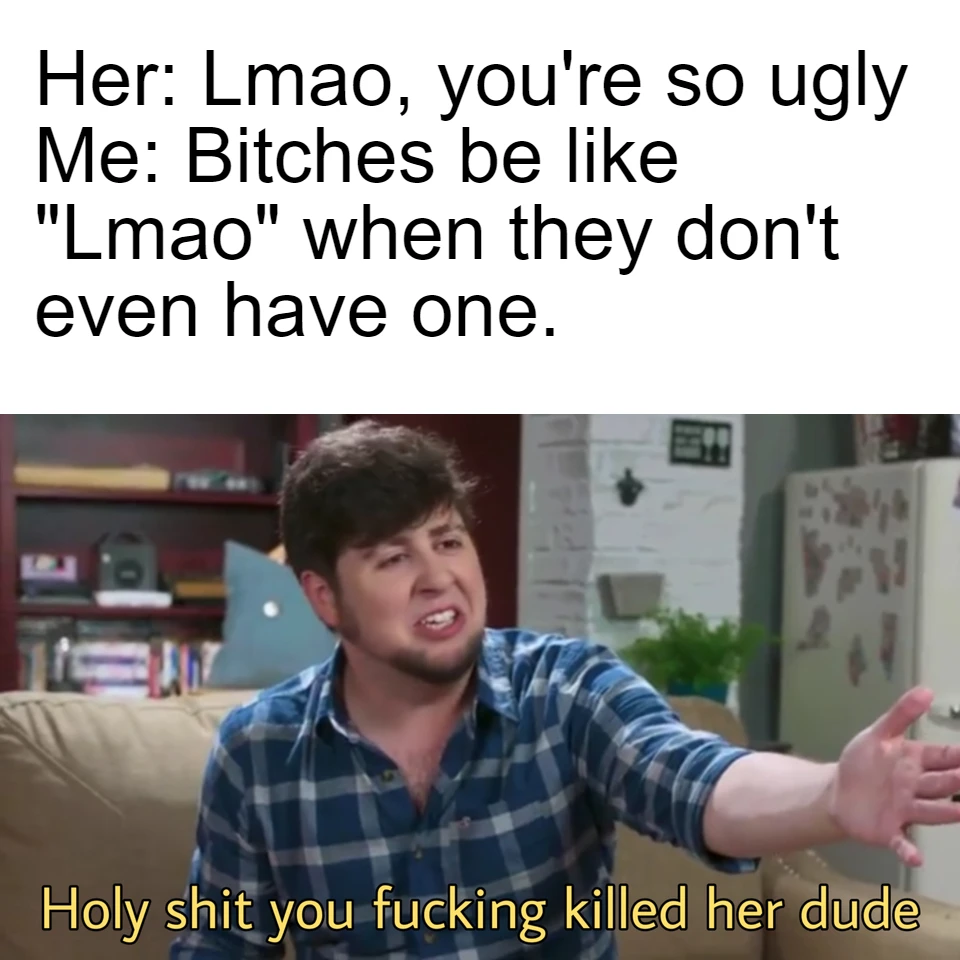 Her: Lmao, you're so ugly
Me: Bitches be like
"Lmao" when they don't
even have one.
Holy shit you fucking killed her dude